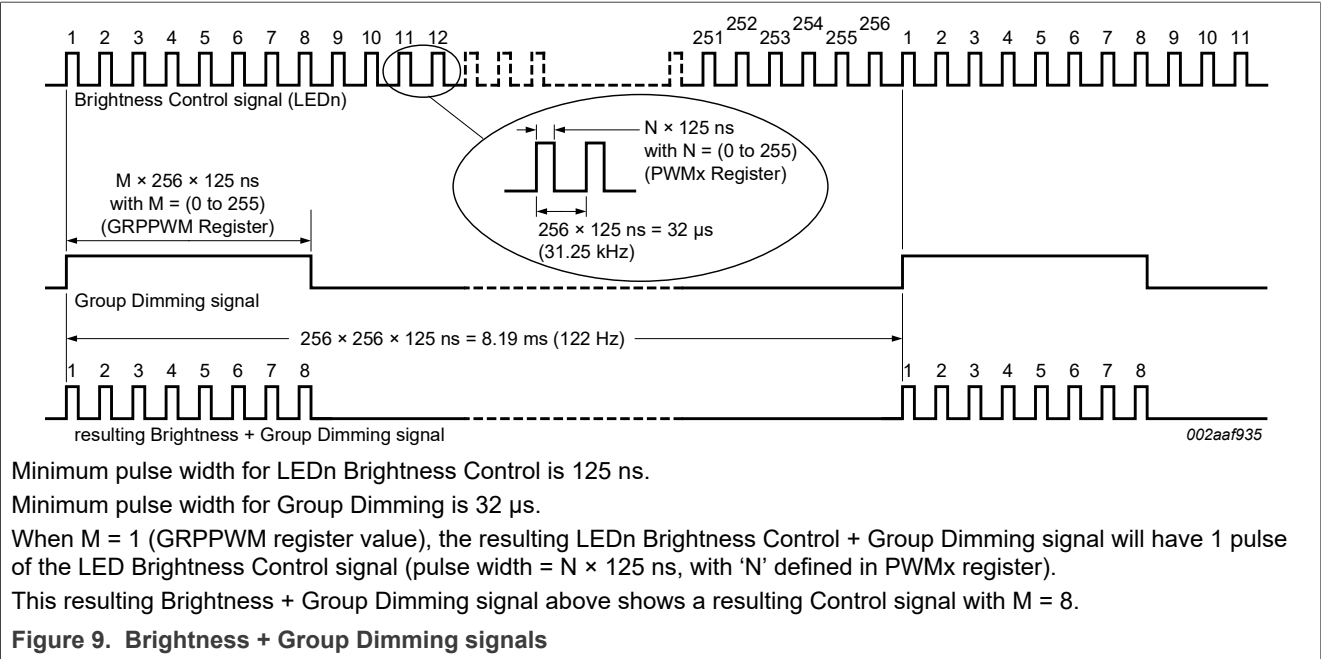 1 2 3 4 5 6 7 8 9 10 11 12 251 252 253 254 255 256 1 2 3 4 5 6 7 8 9 10 11
Brightness Control signal (LEDn)
N × 125 ns
with N = (0 to 255)
(PWMx Register)
M × 256 × 125 ns
with M = (0 to 255)
(GRPPWM Register)
256 × 125 ns = 32 μs
(31.25 kHz)
Group Dimming signal
256 × 256 × 125 ns = 8.19 ms (122 Hz)
1 2 3 4 5 6 7 8 1 2 3 4 5 6 7 8
resulting Brightness + Group Dimming signal
002aaf935
Minimum pulse width for LEDn Brightness Control is 125 ns.
Minimum pulse width for Group Dimming is 32 μs.
When M = 1 (GRPPWM register value), the resulting LEDn Brightness Control + Group Dimming signal will have 1 pulse
of the LED Brightness Control signal (pulse width = N × 125 ns, with ‘N’ defined in PWMx register).
This resulting Brightness + Group Dimming signal above shows a resulting Control signal with M = 8.
Figure 9. Brightness + Group Dimming signals